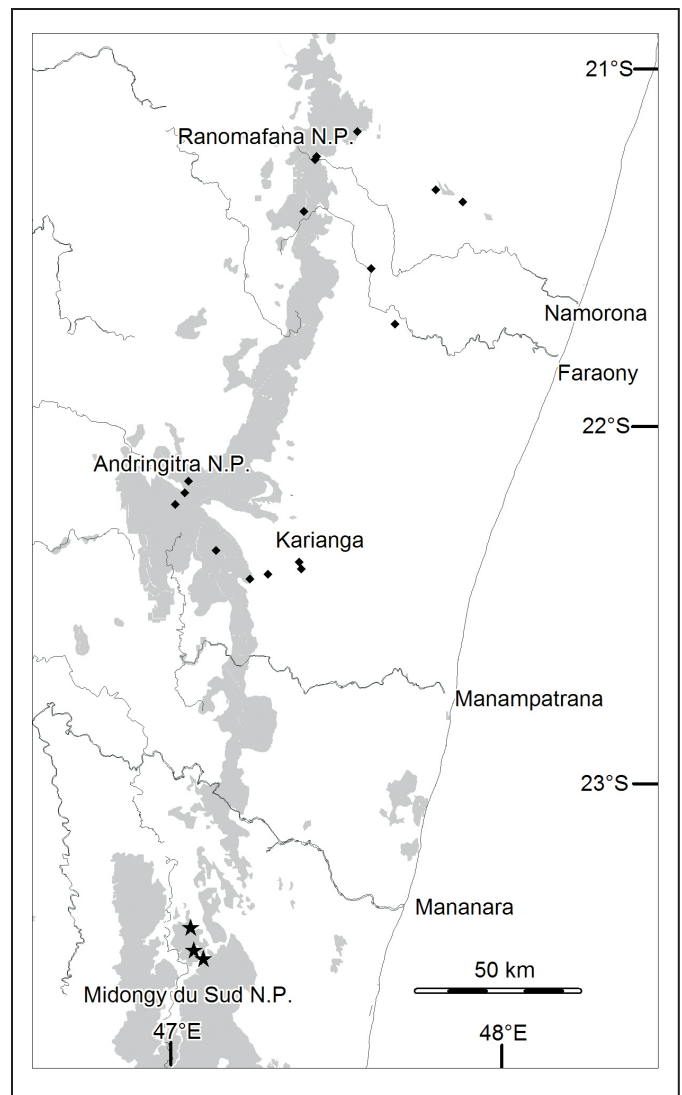 21°S
Ranomafana N.P.
Namorona
Faraony
22°S
Andringitra N.P.
Karianga
Manampatrana
23°S
Mananara
50 km
Midongy du Sud N.P.
47°E
48°E